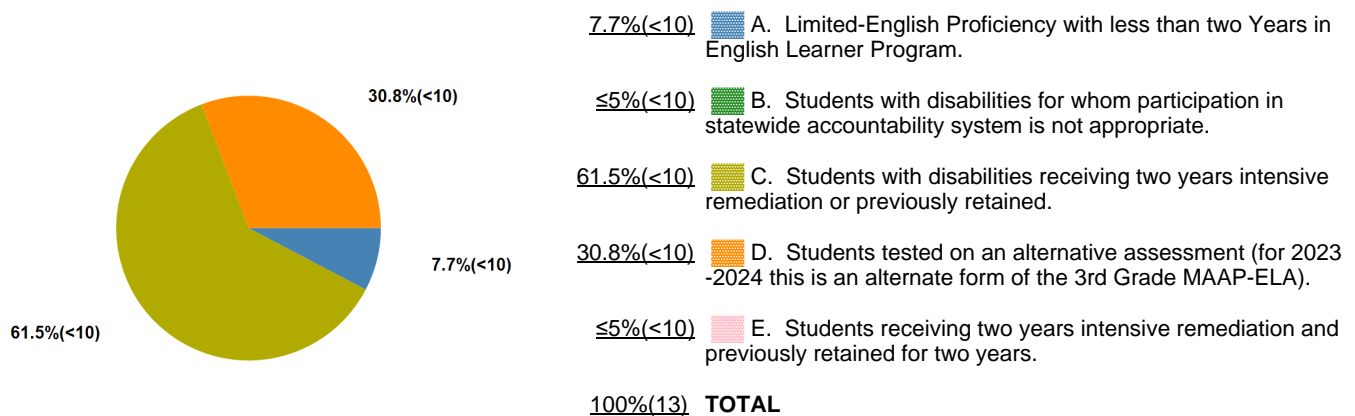 30.8%(<10)
7.7%(<10)
61.5%(<10)
7.7%(<10) A. Limited-English Proficiency with less than two Years in
English Learner Program.
≤5%(<10) B. Students with disabilities for whom participation in
statewide accountability system is not appropriate.
61.5%(<10) C. Students with disabilities receiving two years intensive
remediation or previously retained.
30.8%(<10) D. Students tested on an alternative assessment (for 2023
-2024 this is an alternate form of the 3rd Grade MAAP-ELA).
≤5%(<10) E. Students receiving two years intensive remediation and
previously retained for two years.
100%(13) TOTAL